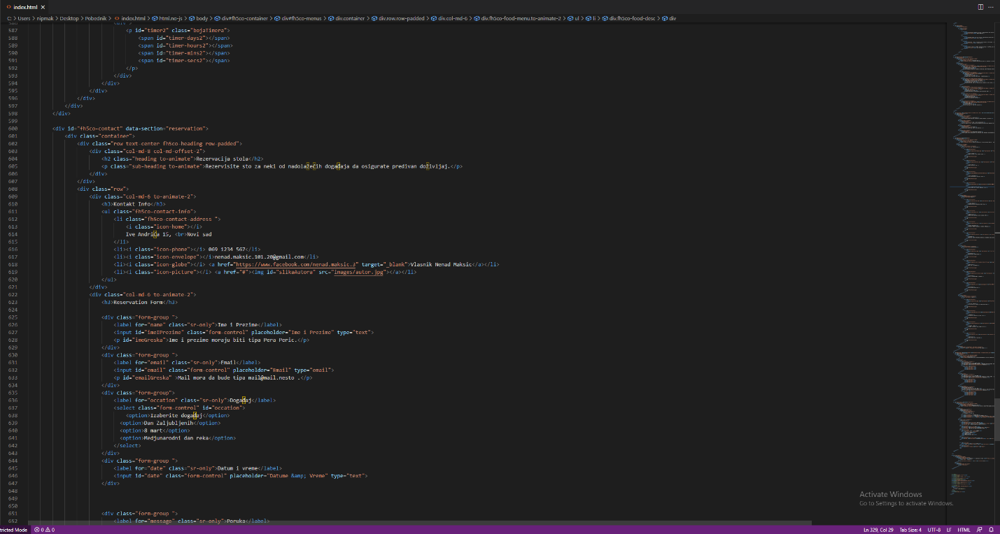 index.html
C: > Users > nipmak > Desktop > Pobednik > index.html > html.no-js > body > div#fh5co-container > div#fh5co-menus > div.container > div.row.row-padded > div.col-md-6 > div.fh5co-food-menu.to-animate-2 > ul > li > div.fh5co-food-desc > div
587 <p id="timer2" class="bojaTimera">
588 <span id="timer-days2"></span>
589 <span id="timer-hours2"></span>
590 <span id="timer-mins2"></span>
591 <span id="timer-secs2"></span>
592 </p>
593 </div>
594 </div>
595 </div>
596 </div>
597 </div>
598 </div>
599
600 <div id="fh5co-contact" data-section="reservation">
601 <div class="container">
602 <div class="row text-center fh5co-heading row-padded">
603 <div class="col-md-8 col-md-offset-2">
604 <h2 class="heading to-animate">Rezervacija stola</h2>
605 <p class="sub-heading to-animate">Rezervisite sto za neki od nadolažećih događaja da osigurate predivan doživljaj.</p>
606 </div>
607 </div>
608 <div class="row">
609 <div class="col-md-6 to-animate-2">
610 <h3>Kontakt Info</h3>
611 <ul class="fh5co-contact-info">
612 <li class="fh5co-contact-address ">
613 <i class="icon-home"></i>
614 Ive Andrića 15, <br>Novi sad
615 </li>
616 <li><i class="icon-phone"></i> 069 1234 567</li>
617 <li><i class="icon-envelope"></i>nenad.maksic.101.20@gmail.com</li>
618 <li><i class="icon-globe"></i> <a href="https://www.facebook.com/nenad.maksic.3" target="_blank">Vlasnik Nenad Maksic</a></li>
619 <li><i class="icon-picture"></i> <a href="#"><img id="slikaAutora" src="images/autor.jpg"></a></li>
620 </ul>
621 </div>
622 <div class="col-md-6 to-animate-2">
623 <h3>Reservation Form</h3>
624
625 <div class="form-group ">
626 <label for="name" class="sr-only">Ime i Prezime</label>
627 <input id="imeIPrezime" class="form-control" placeholder="Ime i Prezime" type="text">
628 <p id="imeGreska">Ime i prezime moraju biti tipa Pera Peric.</p>
629 </div>
630 <div class="form-group ">
631 <label for="email" class="sr-only">Email</label>
632 <input id="email" class="form-control" placeholder="Email" type="email">
633 <p id="emailGreska" >Mail mora da bude tipa mail@mail.nesto .</p>
634 </div>
635 <div class="form-group">
636 <label for="occation" class="sr-only">Događaj</label>
637 <select class="form-control" id="occation">
638 <option>Izaberite događaj</option>
639 <option>Dan Zaljubljenih</option>
640 <option>8 mart</option>
641 <option>Medjunarodni dan reka</option>
642 </select>
643 </div>
644 <div class="form-group ">
645 <label for="date" class="sr-only">Datum i vreme</label>
646 <input id="date" class="form-control" placeholder="Datume &amp; Vreme" type="text">
647 </div>
648
649
650
651 <div class="form-group ">
652 <label for="message" class="sr-only">Poruka</label>
Activate Windows
Go to Settings to activate Windows.
tricted Mode 0 0 Ln 329, Col 29 Tab Size: 4 UTF-8 LF HTML